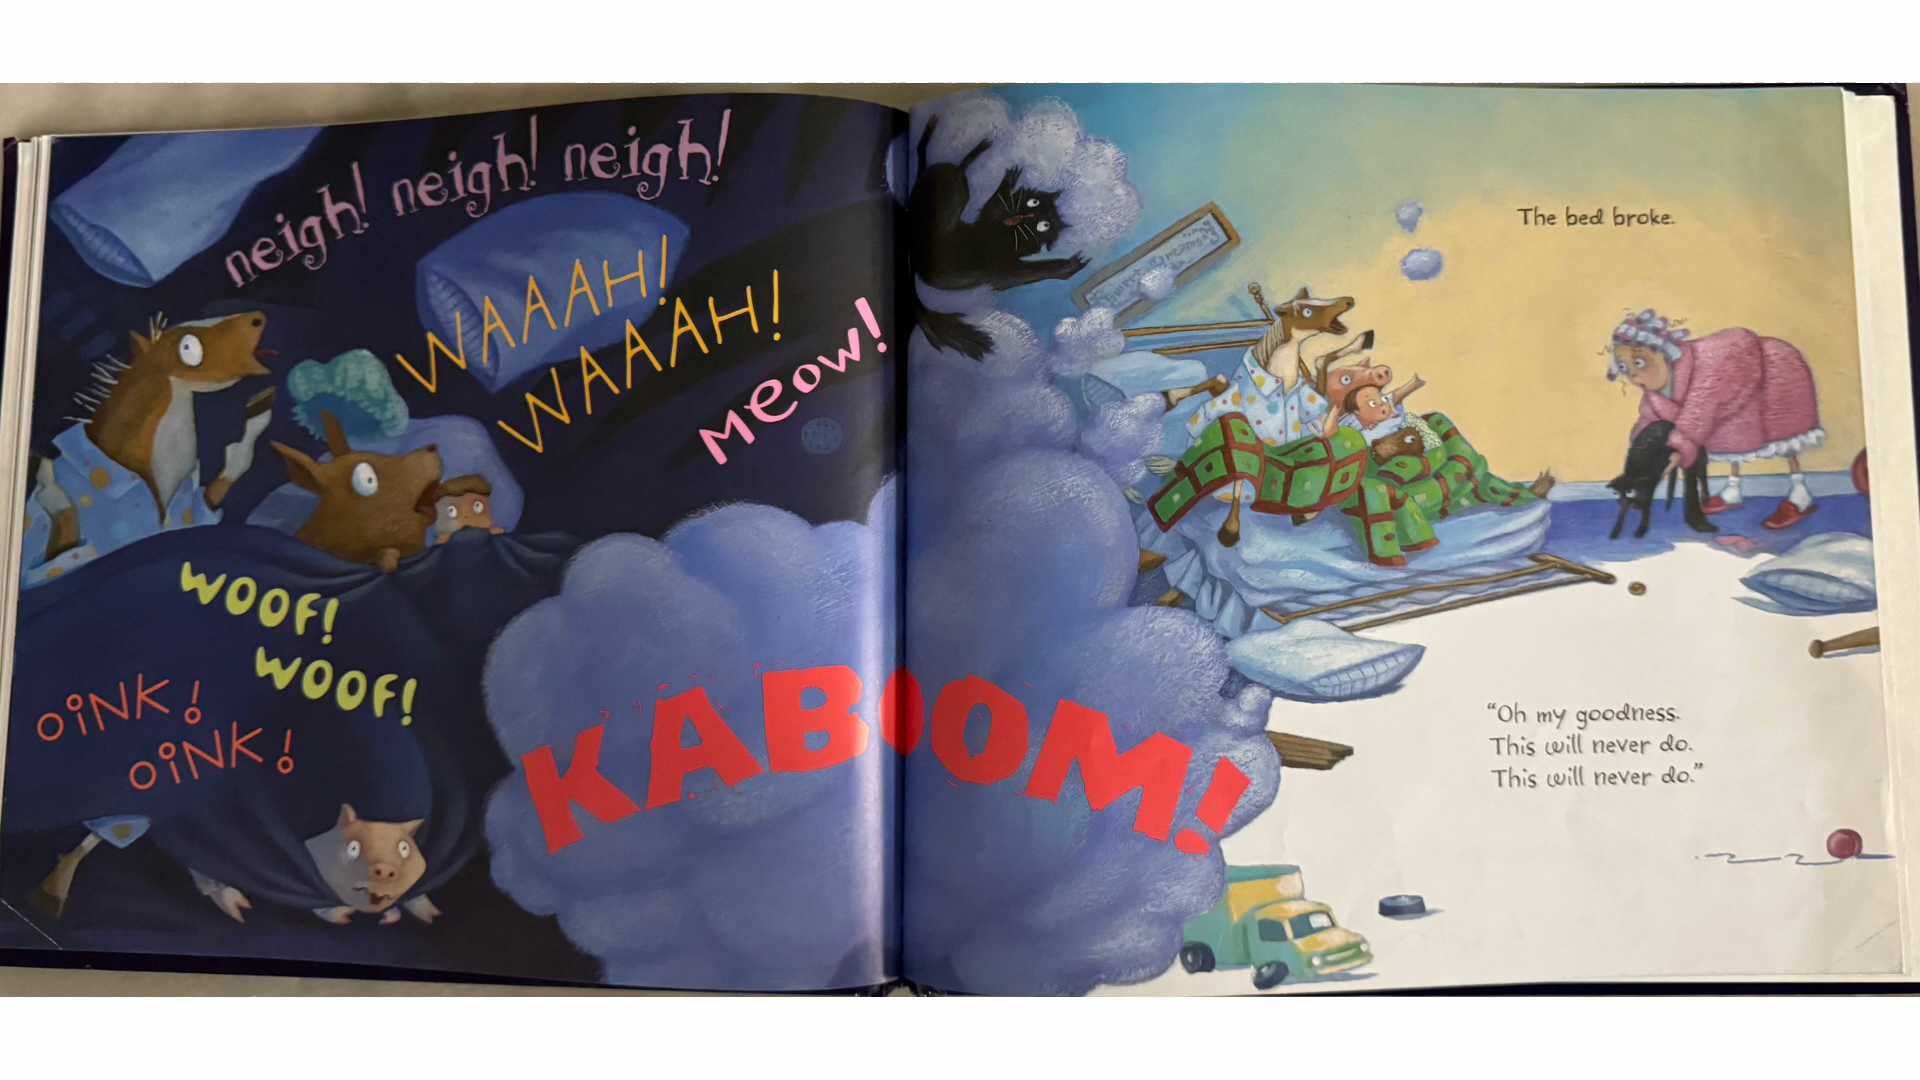 neigh! neigh! neigh!
WAAAH!
WAAAH!
Meow!
WOOF!
WOOF!
OINK!
OINK!
KABOOM!
The bed broke.
“Oh my goodness.
This will never do.
This will never do.”